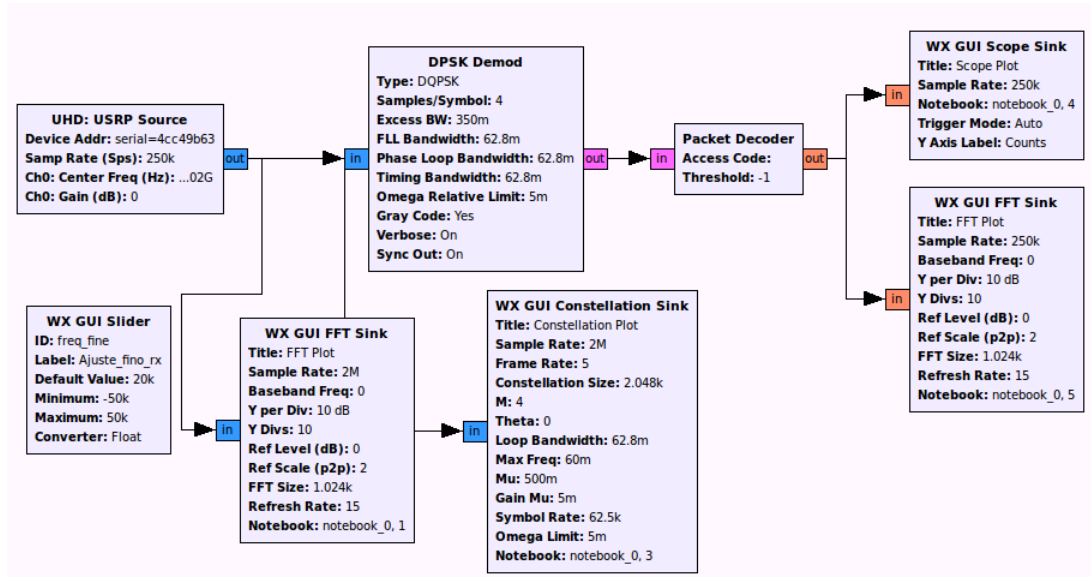 UHD: USRP Source
Device Addr: serial=4cc49b63
Samp Rate (Sps): 250k
Ch0: Center Freq (Hz): ...02G
Ch0: Gain (dB): 0
out
in
DPSK Demod
Type: DQPSK
Samples/Symbol: 4
Excess BW: 350m
FLL Bandwidth: 62.8m
Phase Loop Bandwidth: 62.8m
Timing Bandwidth: 62.8m
Omega Relative Limit: 5m
Gray Code: Yes
Verbose: On
Sync Out: On
out
in
Packet Decoder
Access Code:
Threshold: -1
out
in
WX GUI Scope Sink
Title: Scope Plot
Sample Rate: 250k
Notebook: notebook_0, 4
Trigger Mode: Auto
Y Axis Label: Counts
in
WX GUI FFT Sink
Title: FFT Plot
Sample Rate: 250k
Baseband Freq: 0
Y per Div: 10 dB
Y Divs: 10
Ref Level (dB): 0
Ref Scale (p2p): 2
FFT Size: 1.024k
Refresh Rate: 15
Notebook: notebook_0, 5
WX GUI Slider
ID: freq_fine
Label: Ajuste_fino_rx
Default Value: 20k
Minimum: -50k
Maximum: 50k
Converter: Float
in
WX GUI FFT Sink
Title: FFT Plot
Sample Rate: 2M
Baseband Freq: 0
Y per Div: 10 dB
Y Divs: 10
Ref Level (dB): 0
Ref Scale (p2p): 2
FFT Size: 1.024k
Refresh Rate: 15
Notebook: notebook_0, 1
in
WX GUI Constellation Sink
Title: Constellation Plot
Sample Rate: 2M
Frame Rate: 5
Constellation Size: 2.048k
M: 4
Theta: 0
Loop Bandwidth: 62.8m
Max Freq: 60m
Mu: 500m
Gain Mu: 5m
Symbol Rate: 62.5k
Omega Limit: 5m
Notebook: notebook_0, 3